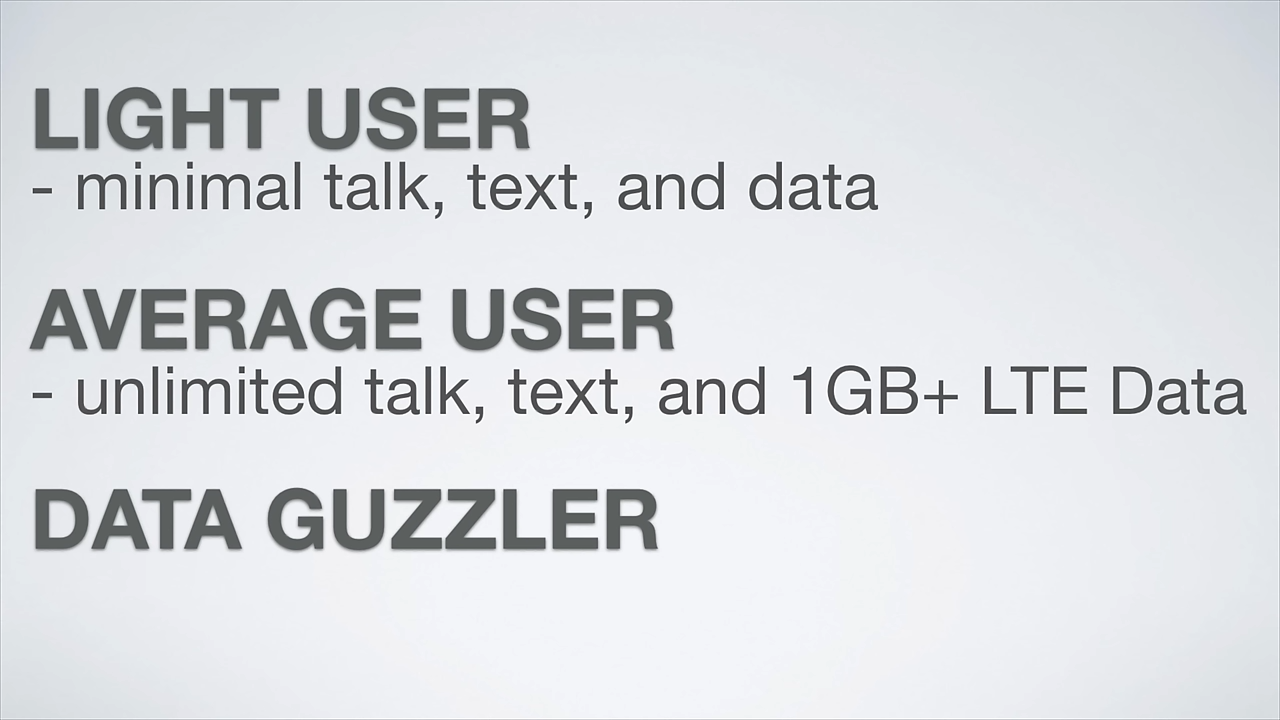 LIGHT USER
- minimal talk, text, and data
AVERAGE USER
- unlimited talk, text, and 1GB+ LTE Data
DATA GUZZLER